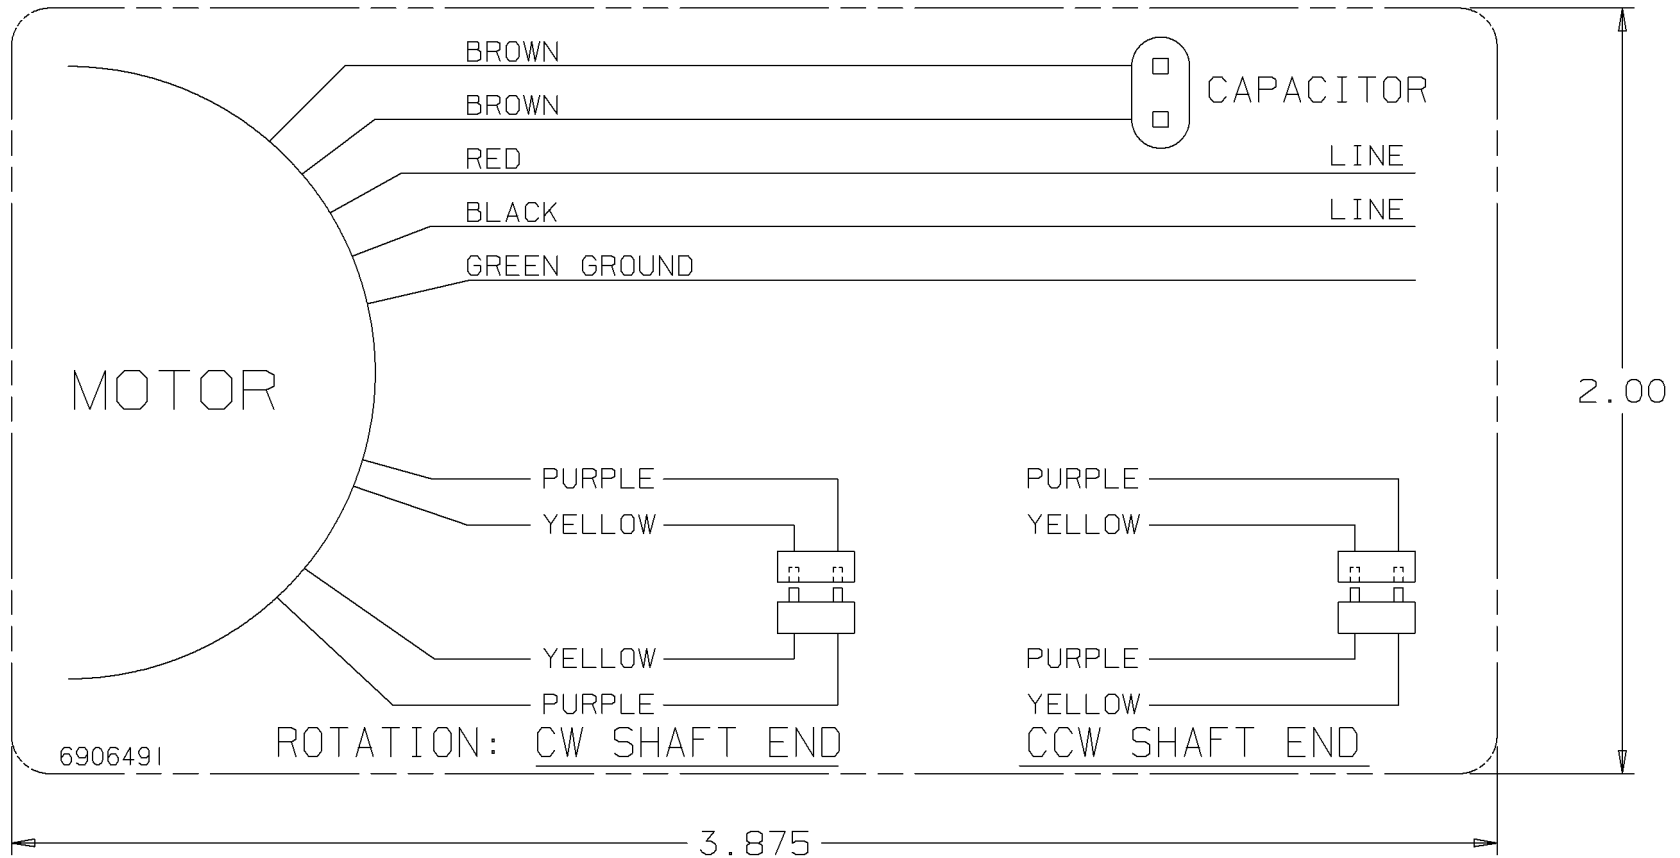 BROWN
CAPACITOR
BROWN
RED LINE
BLACK LINE
GREEN GROUND
MOTOR
2.00
PURPLE PURPLE
YELLOW YELLOW
YELLOW PURPLE
PURPLE YELLOW
ROTATION: CW SHAFT END CCW SHAFT END
6906491
3.875